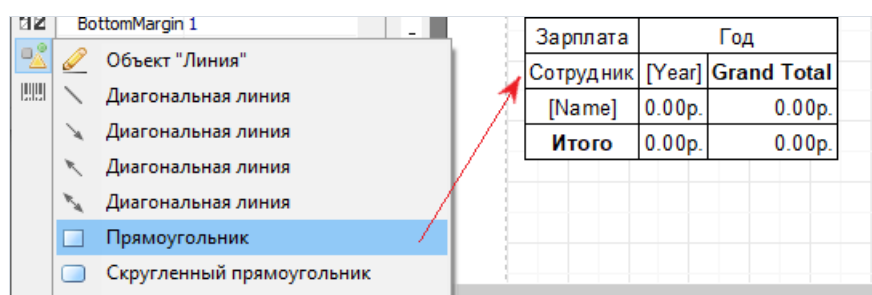 BottomMargin 1
Объект "Линия"
Диагональная линия
Диагональная линия
Диагональная линия
Диагональная линия
Прямоугольник
Скругленный прямоугольник
Зарплата Год
Сотрудник [Year] Grand Total
[Name] 0.00р. 0.00р.
Итого 0.00р. 0.00р.